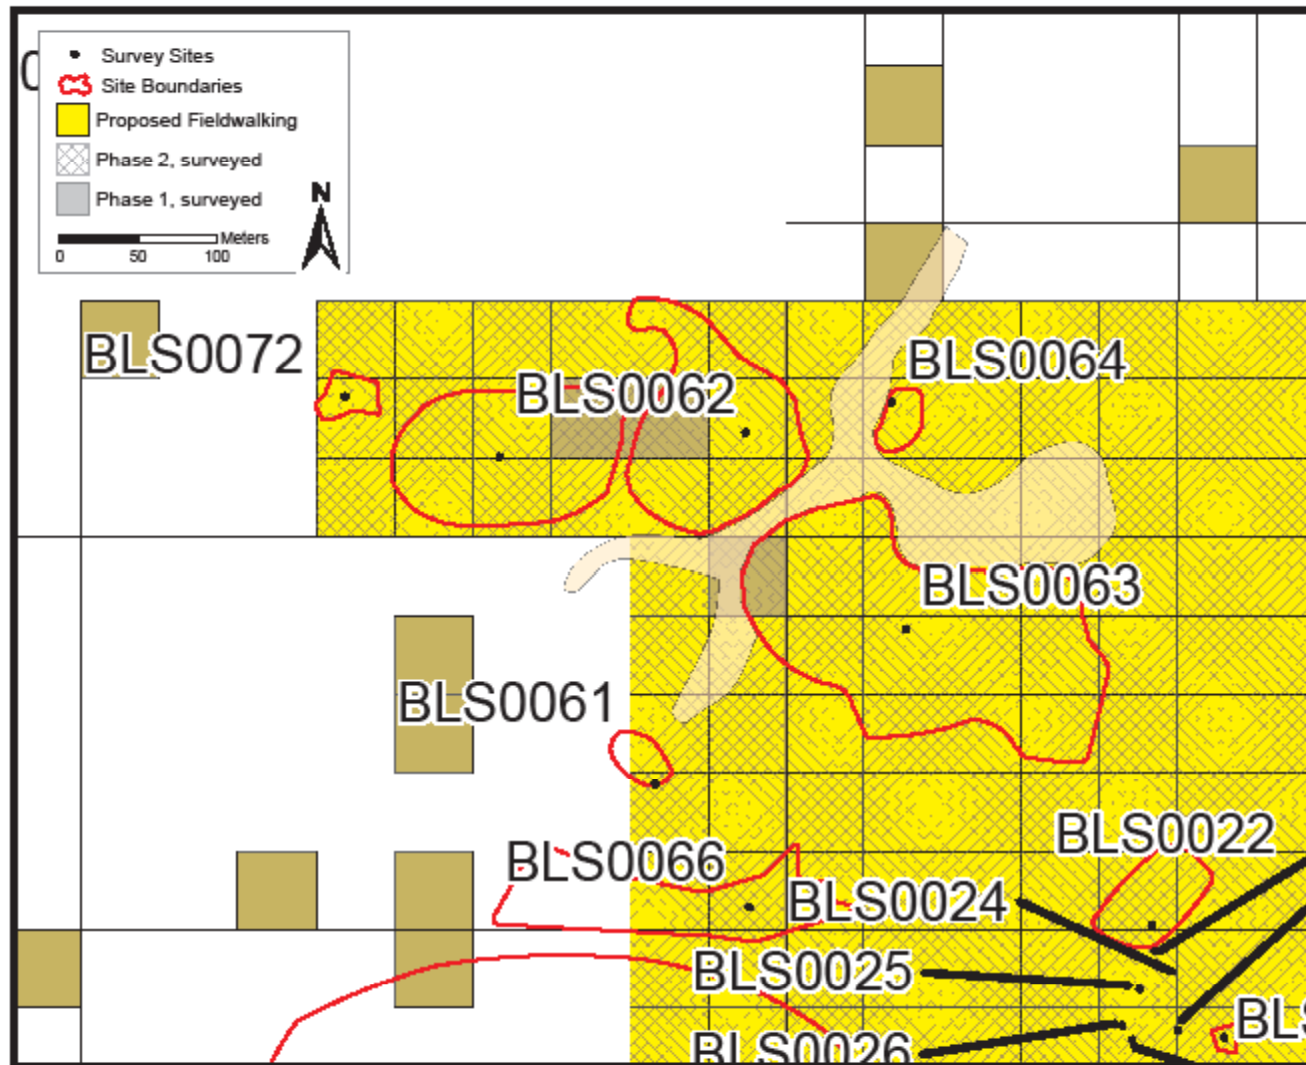 Survey Sites
Site Boundaries
Proposed Fieldwalking
Phase 2, surveyed
Phase 1, surveyed
N
Meters
0 50 100
BLS0072
BLS0062
BLS0064
BLS0063
BLS0061
BLS0022
BLS0066
BLS0024
BLS0025
BLS0026